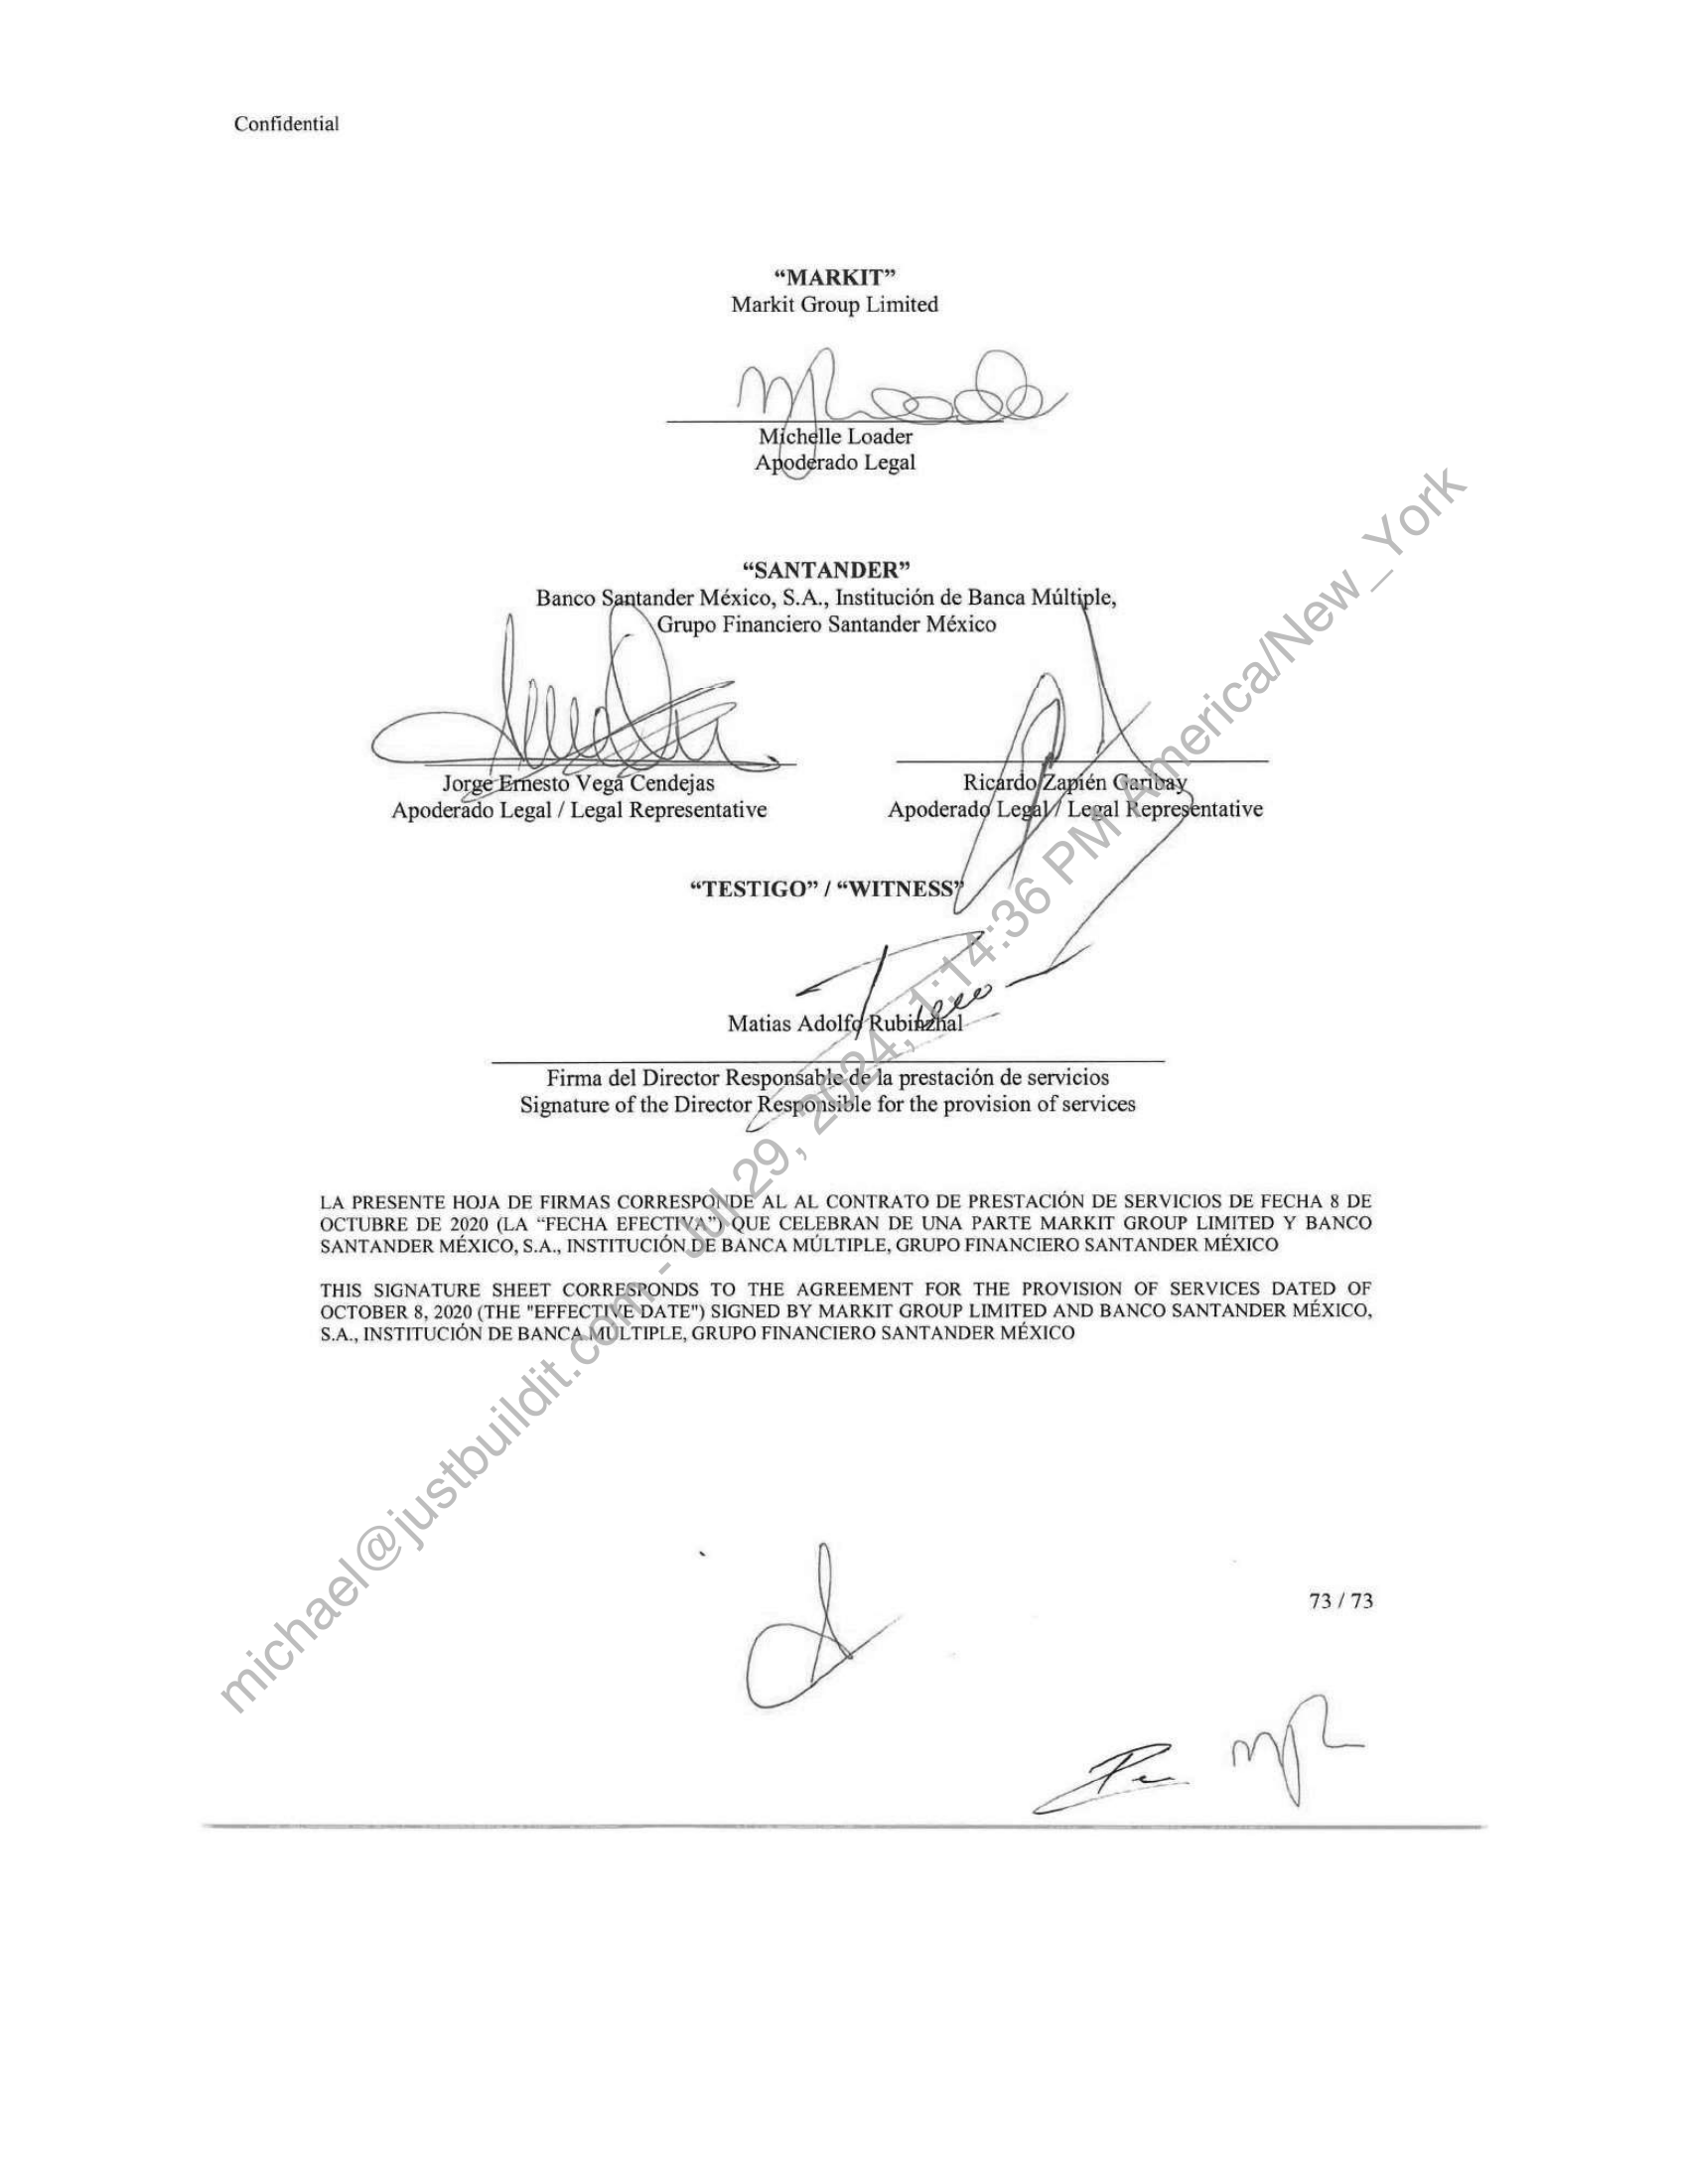 Confidential
“MARKIT”
Markit Group Limited
Michelle Loader
Apoderado Legal
“SANTANDER”
Banco Santander México, S.A., Institución de Banca Múltiple,
Grupo Financiero Santander México
Jorge Ernesto Vega Cendejas
Apoderado Legal / Legal Representative
Ricardo Zapién Garibay
Apoderado Legal / Legal Representative
“TESTIGO” / “WITNESS”
Matias Adolfo Rubinzhal
Firma del Director Responsable de la prestación de servicios
Signature of the Director Responsible for the provision of services
LA PRESENTE HOJA DE FIRMAS CORRESPONDE AL AL CONTRATO DE PRESTACIÓN DE SERVICIOS DE FECHA 8 DE
OCTUBRE DE 2020 (LA “FECHA EFECTIVA”) QUE CELEBRAN DE UNA PARTE MARKIT GROUP LIMITED Y BANCO
SANTANDER MÉXICO, S.A., INSTITUCIÓN DE BANCA MÚLTIPLE, GRUPO FINANCIERO SANTANDER MÉXICO
THIS SIGNATURE SHEET CORRESPONDS TO THE AGREEMENT FOR THE PROVISION OF SERVICES DATED OF
OCTOBER 8, 2020 (THE "EFFECTIVE DATE") SIGNED BY MARKIT GROUP LIMITED AND BANCO SANTANDER MÉXICO,
S.A., INSTITUCIÓN DE BANCA MÚLTIPLE, GRUPO FINANCIERO SANTANDER MÉXICO
73 / 73
michael@justbuildit.com - Jul 29, 2024, 1:14:36 PM America/New_York